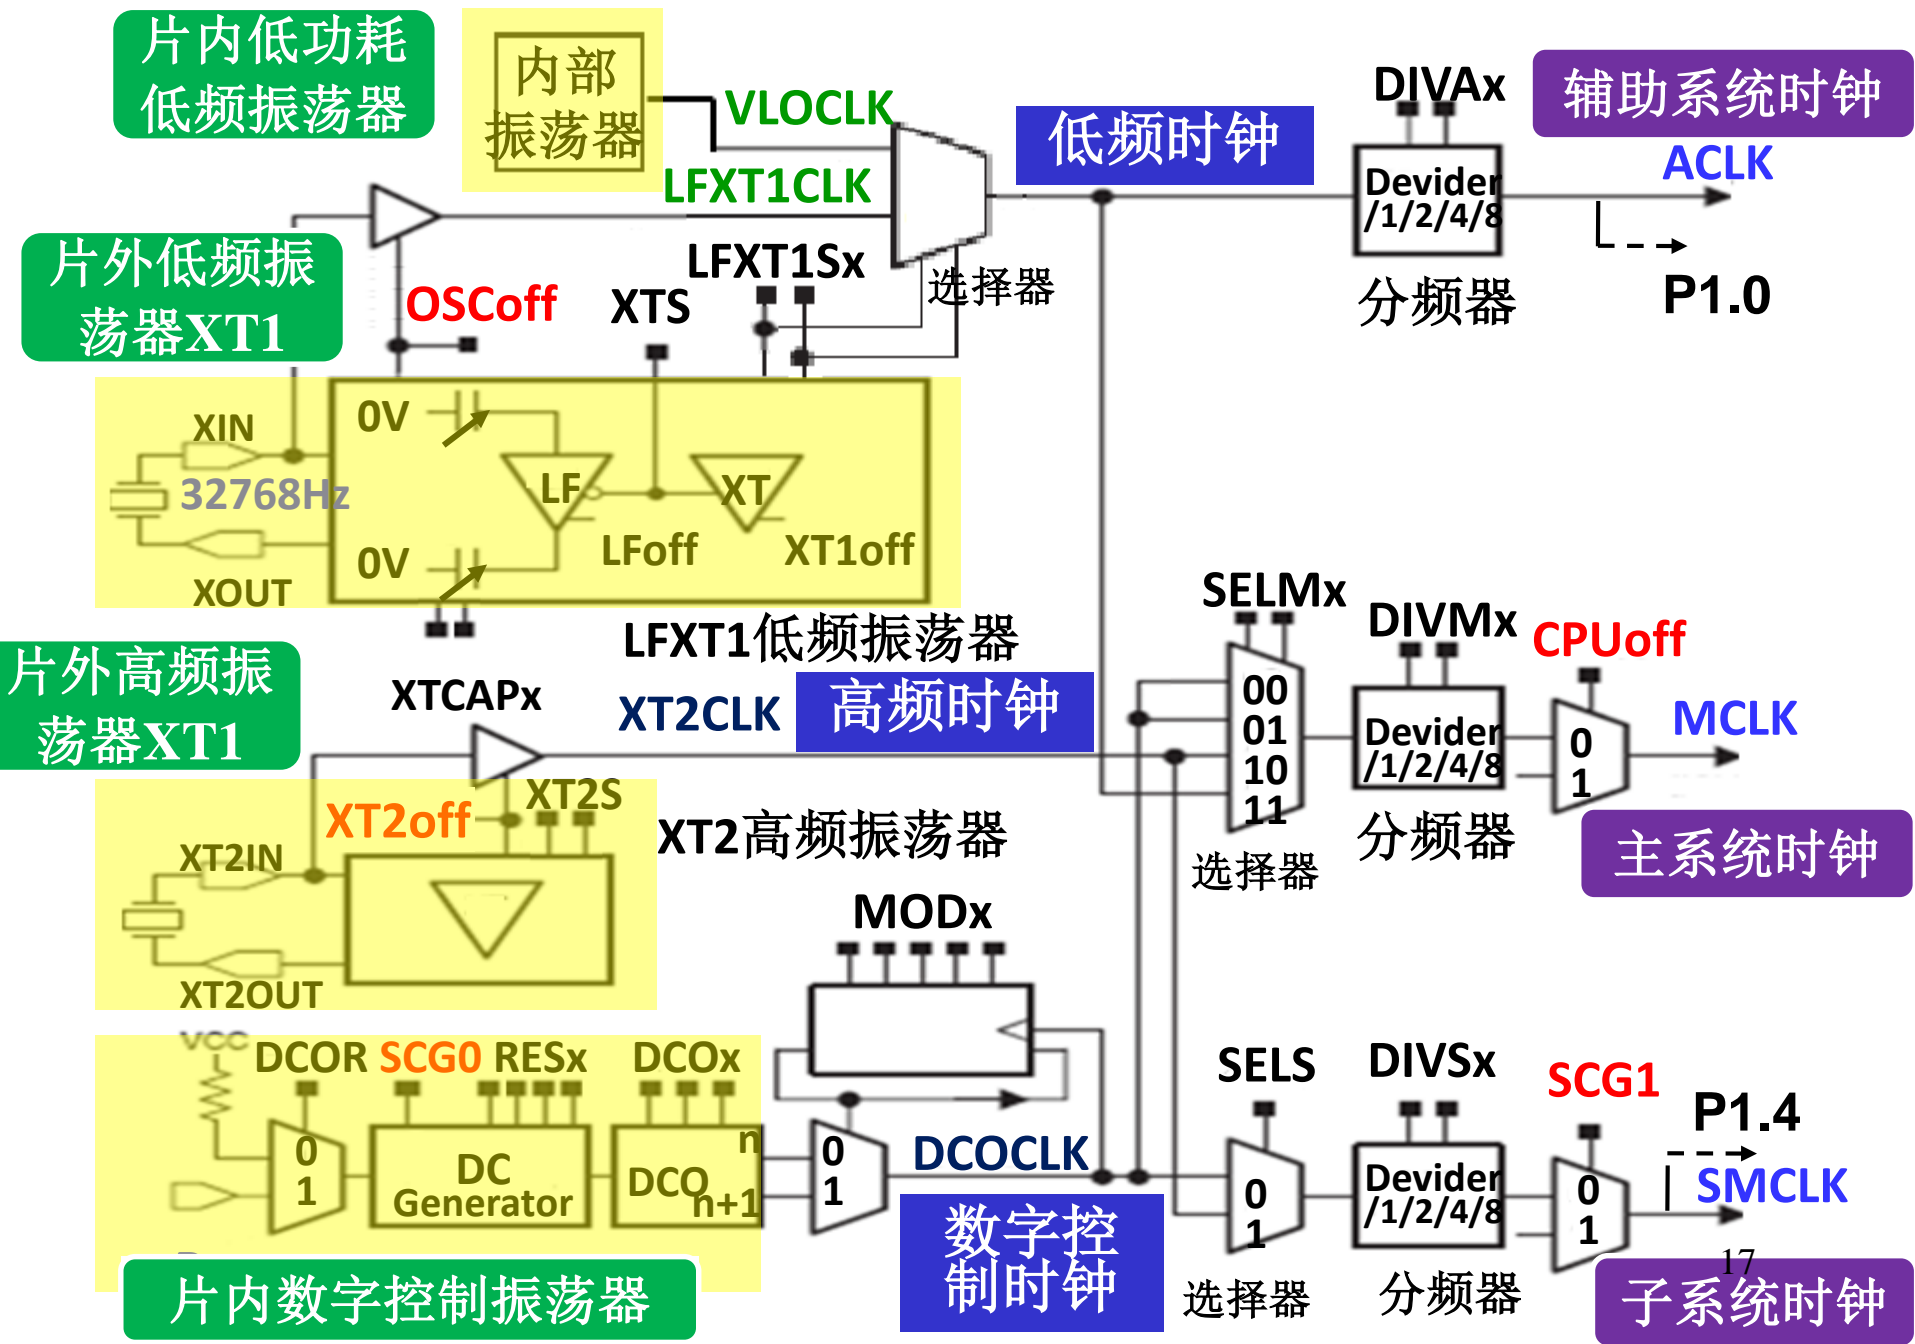 片内低功耗
低频振荡器
内部
振荡器
VLOCLK
LFXT1CLK
低频时钟
DIVAx
辅助系统时钟
ACLK
Devider
/1/2/4/8
分频器
P1.0
片外低频振
荡器XT1
OSCoff
XTS
LFXT1Sx
选择器
XIN
32768Hz
XOUT
0V
0V
LF
XT
LFoff
XT1off
LFXT1低频振荡器
片外高频振
荡器XT1
XTCAPx
XT2CLK
高频时钟
SELMx
00
01
10
11
选择器
DIVMx
Devider
/1/2/4/8
分频器
CPUoff
0
1
MCLK
主系统时钟
XT2off
XT2S
XT2高频振荡器
XT2IN
XT2OUT
MODx
VCC
DCOR
SCG0
RESx
DCOx
0
1
DC
Generator
DCO
n
n+1
0
1
DCOCLK
数字控
制时钟
SELS
0
1
选择器
DIVSx
Devider
/1/2/4/8
分频器
SCG1
0
1
P1.4
SMCLK
17
子系统时钟
片内数字控制振荡器